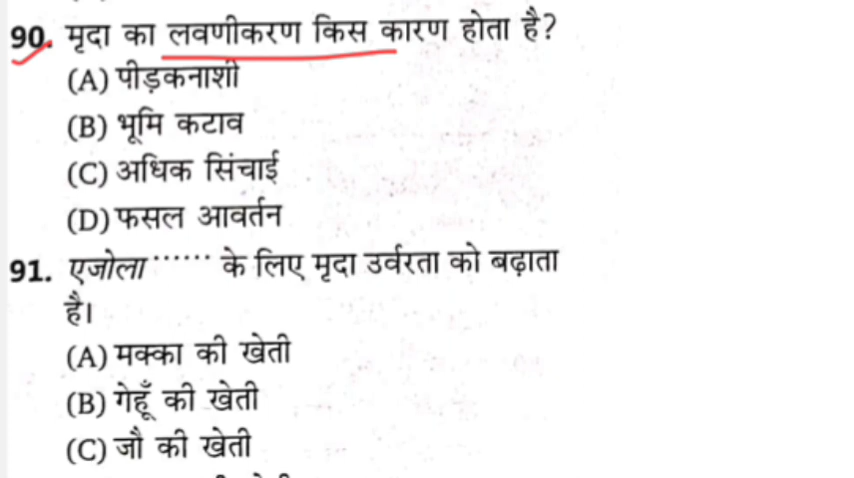 90. मृदा का लवणीकरण किस कारण होता है?
(A) पीड़कनाशी
(B) भूमि कटाव
(C) अधिक सिंचाई
(D) फसल आवर्तन
91. एजोला ...... के लिए मृदा उर्वरता को बढ़ाता
है।
(A) मक्का की खेती
(B) गेहूँ की खेती
(C) जौ की खेती